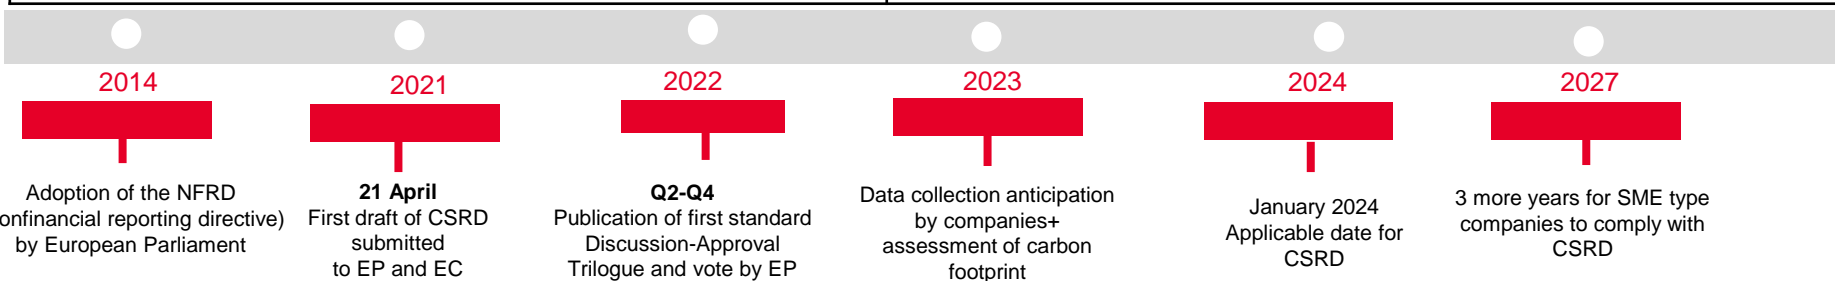 2014
Adoption of the NFRD
onfinancial reporting directive)
by European Parliament
2021
21 April
First draft of CSRD
submitted
to EP and EC
2022
Q2-Q4
Publication of first standard
Discussion-Approval
Trilogue and vote by EP
2023
Data collection anticipation
by companies+
assessment of carbon
footprint
2024
January 2024
Applicable date for
CSRD
2027
3 more years for SME type
companies to comply with
CSRD